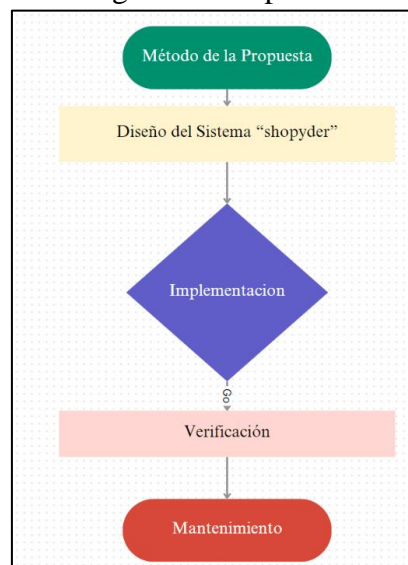 Método de la Propuesta
Diseño del Sistema “shopyder”
Implementacion
Go
Verificación
Mantenimiento